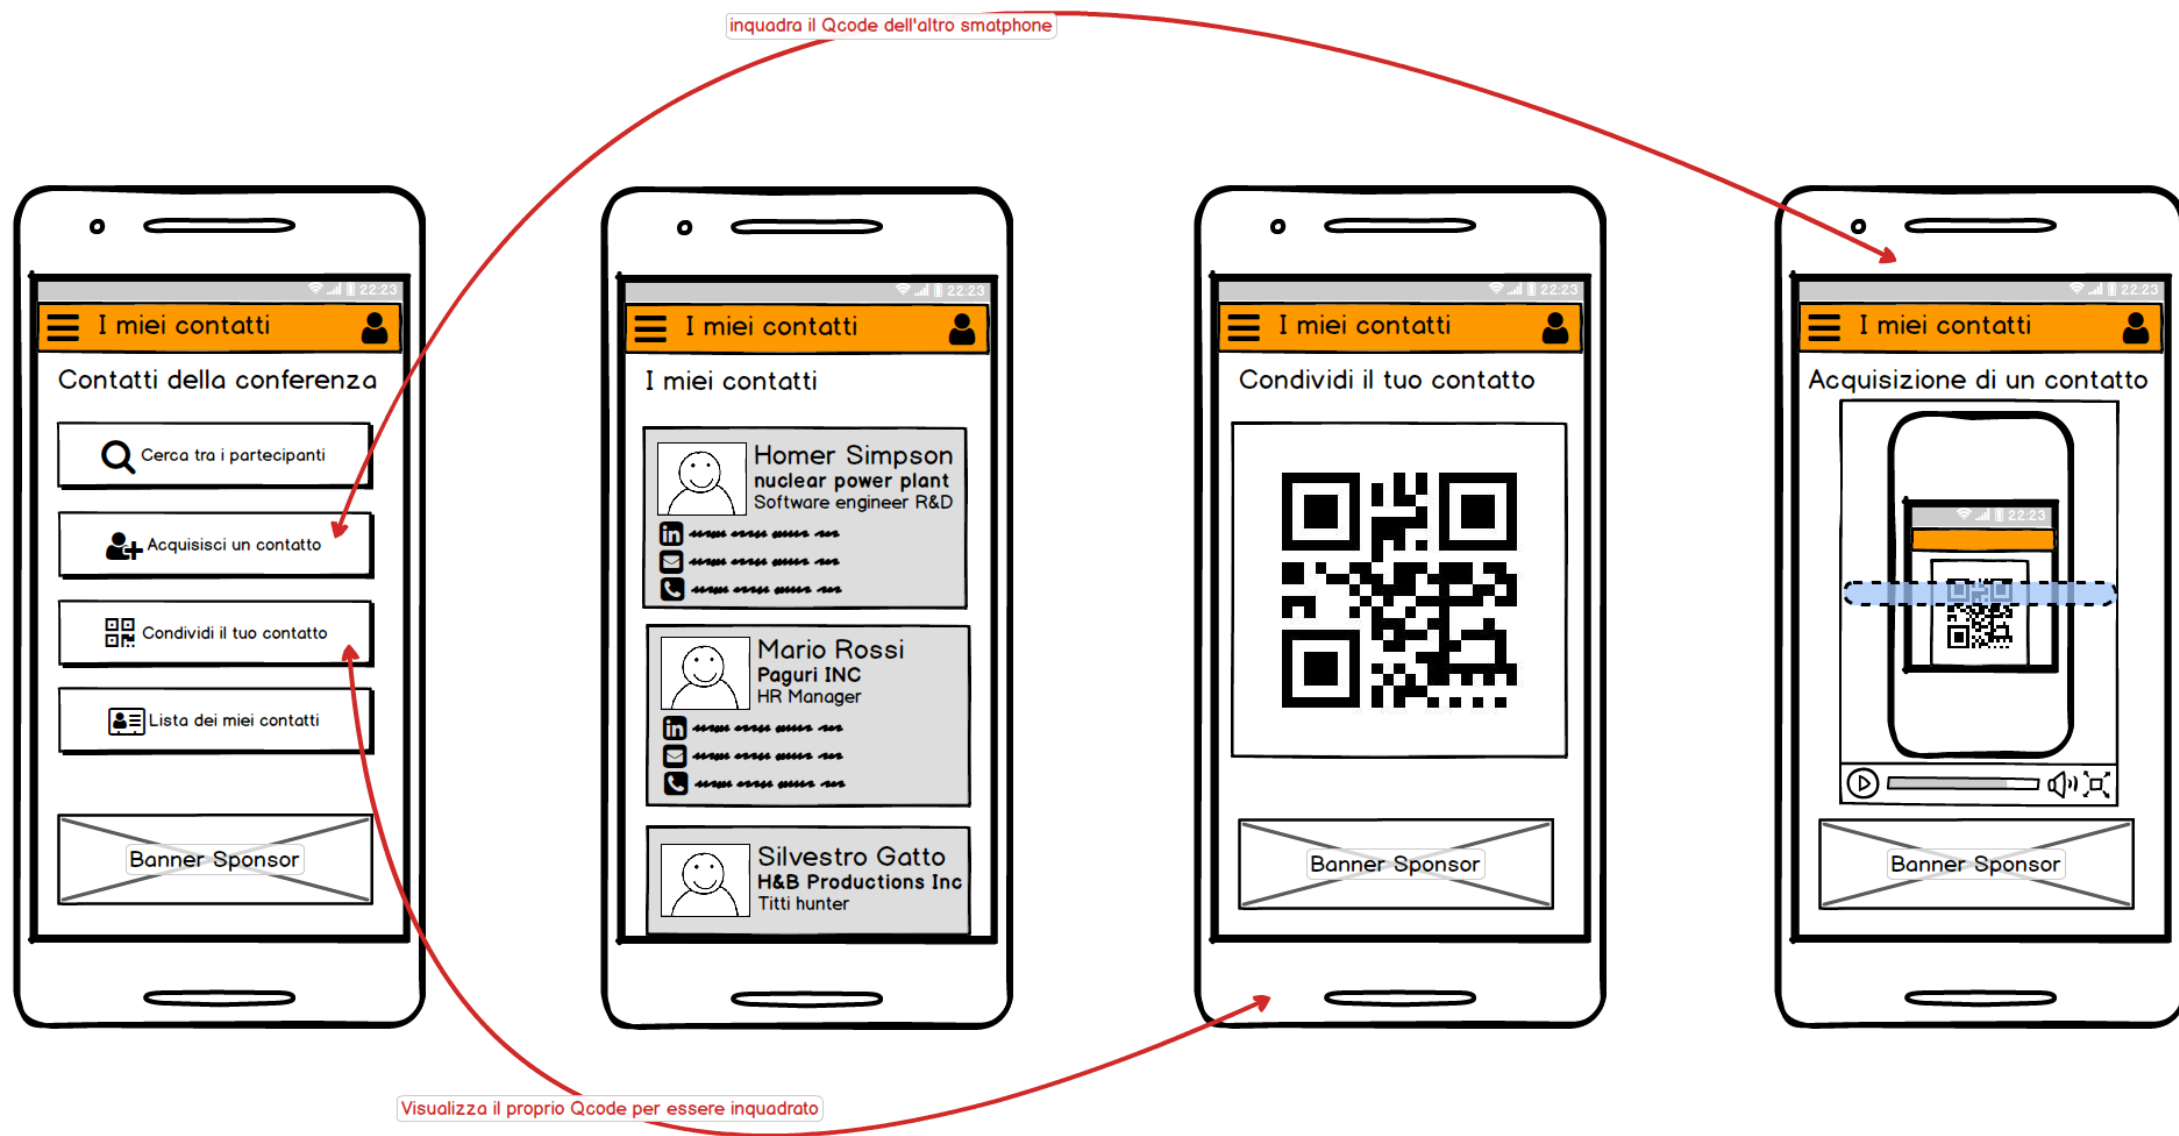 inquadra il Qcode dell'altro smatphone
22:23
I miei contatti
Contatti della conferenza
Cerca tra i partecipanti
Acquisisci un contatto
Condividi il tuo contatto
Lista dei miei contatti
Banner Sponsor
22:23
I miei contatti
I miei contatti
Homer Simpson
nuclear power plant
Software engineer R&D
in
Mario Rossi
Paguri INC
HR Manager
in
Silvestro Gatto
H&B Productions Inc
Titti hunter
22:23
I miei contatti
Condividi il tuo contatto
Banner Sponsor
22:23
I miei contatti
Acquisizione di un contatto
22:23
Banner Sponsor
Visualizza il proprio Qcode per essere inquadrato